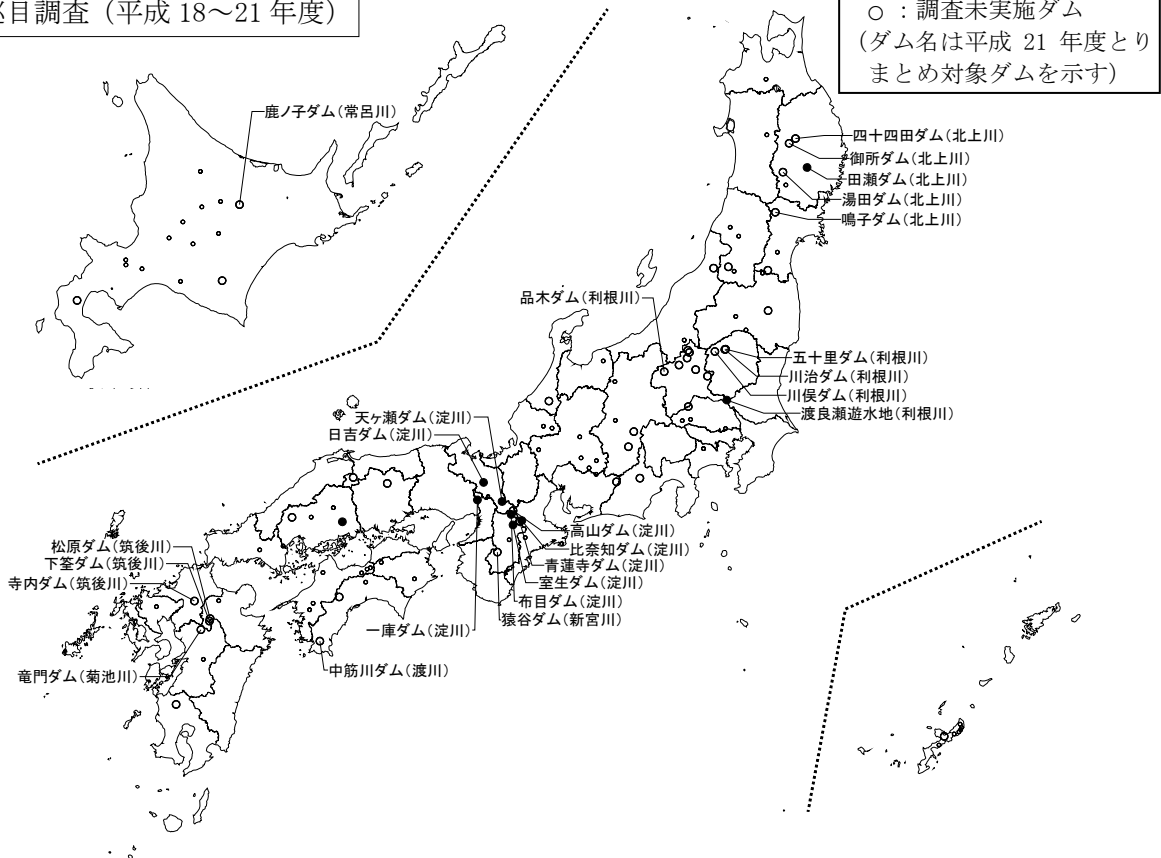 巡目調査（平成 18～21 年度）
○ ：調査未実施ダム
（ダム名は平成 21 年度とり
まとめ対象ダムを示す）
鹿ノ子ダム(常呂川)
四十四田ダム(北上川)
御所ダム(北上川)
田瀬ダム(北上川)
湯田ダム(北上川)
鳴子ダム(北上川)
品木ダム(利根川)
五十里ダム(利根川)
川治ダム(利根川)
川俣ダム(利根川)
渡良瀬遊水地(利根川)
天ヶ瀬ダム(淀川)
日吉ダム(淀川)
高山ダム(淀川)
比奈知ダム(淀川)
青蓮寺ダム(淀川)
室生ダム(淀川)
布目ダム(淀川)
猿谷ダム(新宮川)
一庫ダム(淀川)
中筋川ダム(渡川)
松原ダム(筑後川)
下筌ダム(筑後川)
寺内ダム(筑後川)
竜門ダム(菊池川)